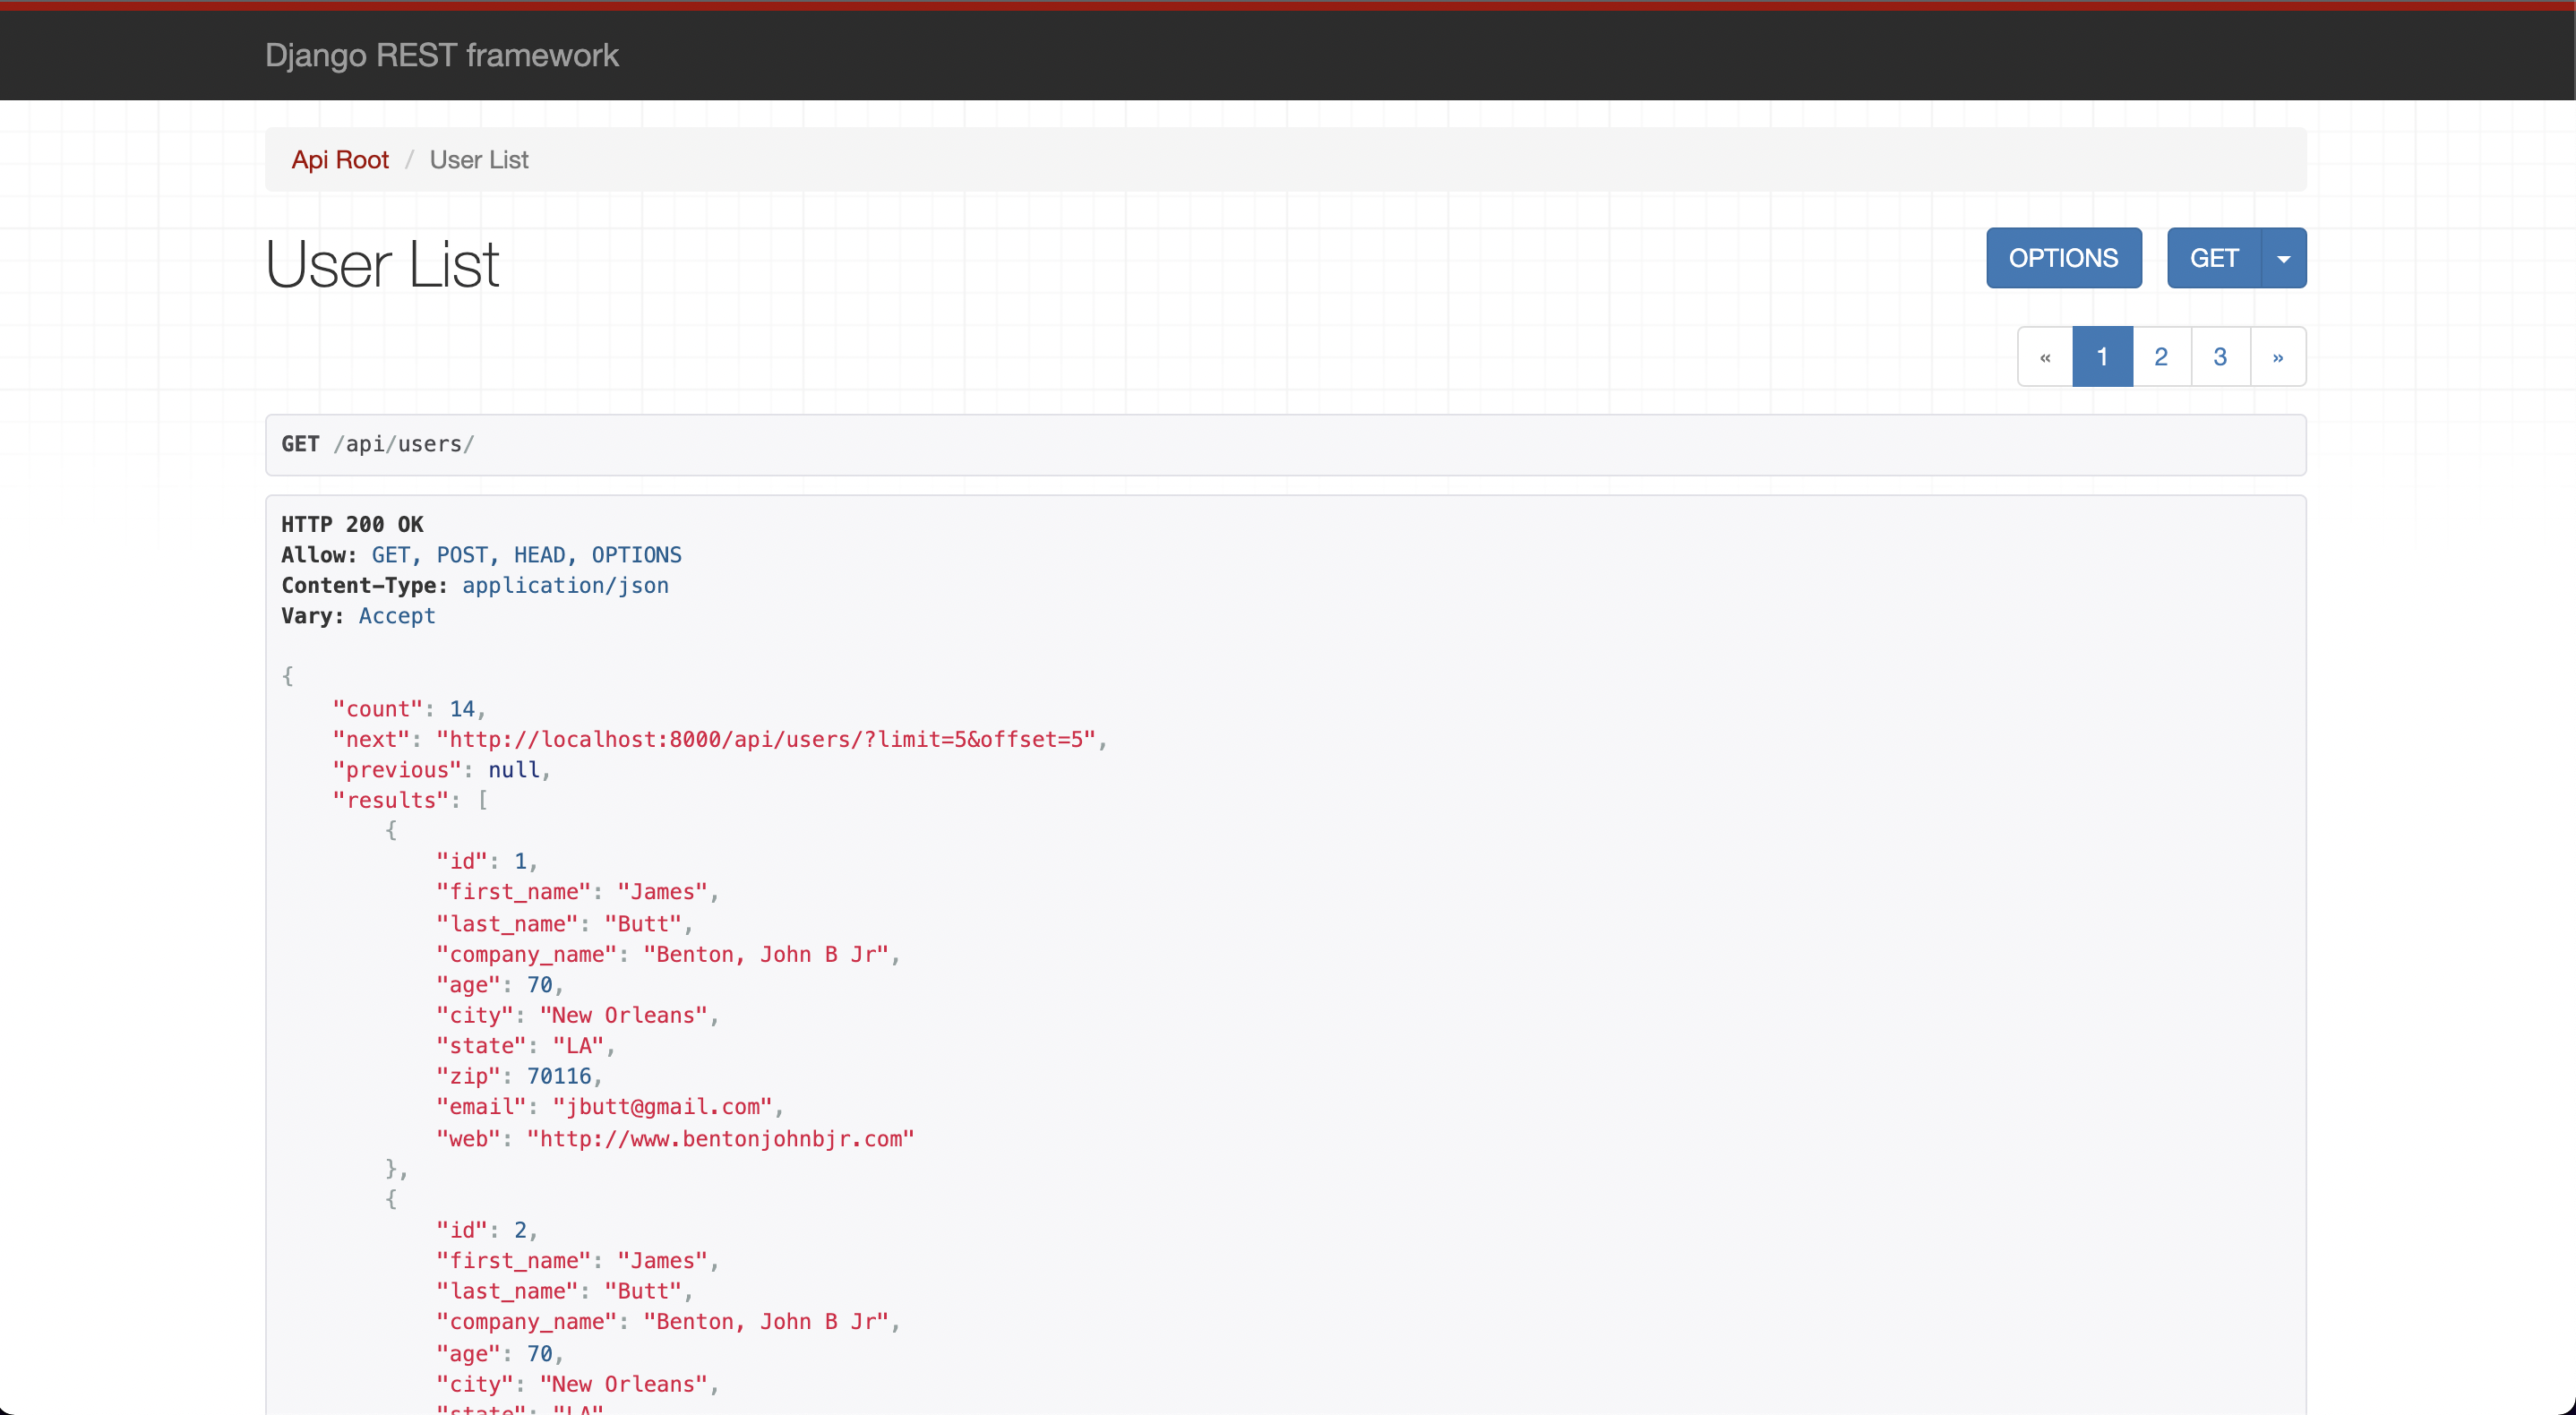 Django REST framework
Api Root / User List
User List
OPTIONS
GET
« 1 2 3 »
GET /api/users/
HTTP 200 OK
Allow: GET, POST, HEAD, OPTIONS
Content-Type: application/json
Vary: Accept
{
    "count": 14,
    "next": "http://localhost:8000/api/users/?limit=5&offset=5",
    "previous": null,
    "results": [
        {
            "id": 1,
            "first_name": "James",
            "last_name": "Butt",
            "company_name": "Benton, John B Jr",
            "age": 70,
            "city": "New Orleans",
            "state": "LA",
            "zip": 70116,
            "email": "jbutt@gmail.com",
            "web": "http://www.bentonjohnbjr.com"
        },
        {
            "id": 2,
            "first_name": "James",
            "last_name": "Butt",
            "company_name": "Benton, John B Jr",
            "age": 70,
            "city": "New Orleans",
            "state": "LA"